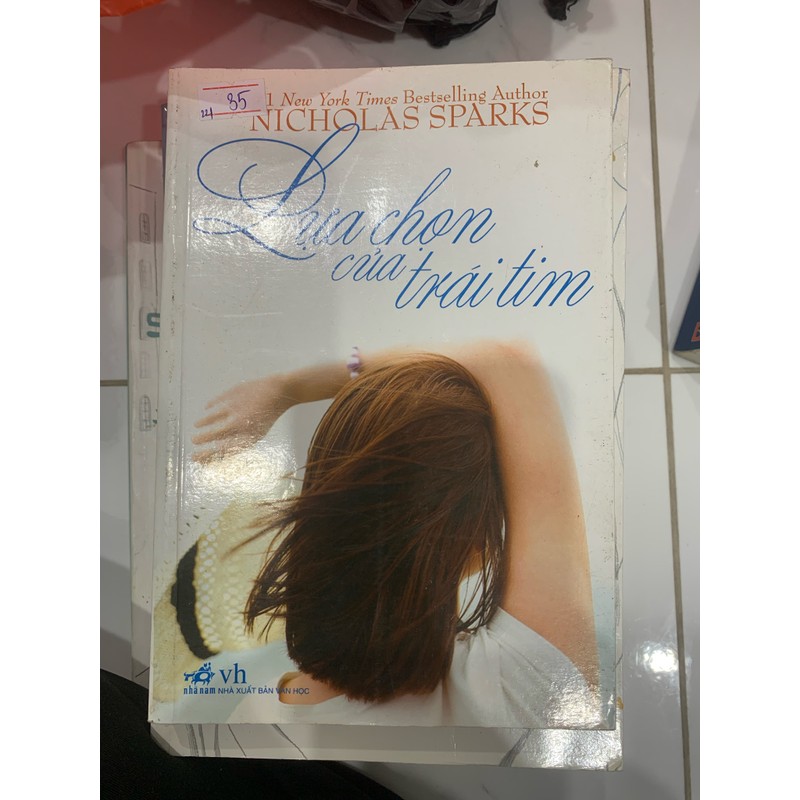 35
1 New York Times Bestselling Author
NICHOLAS SPARKS
Lựa chọn
của trái tim
vh
nhã nam NHÀ XUẤT BẢN VĂN HỌC